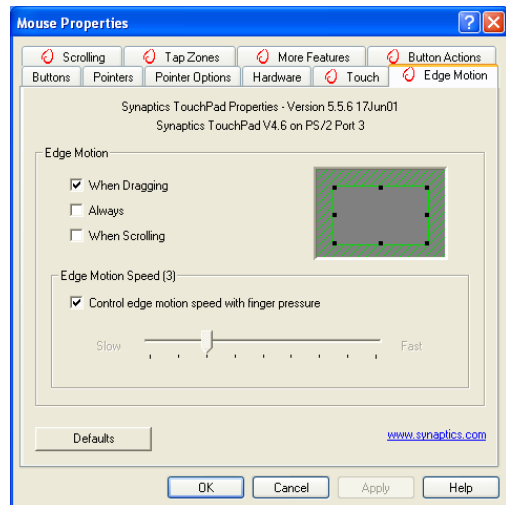 Mouse Properties
Scrolling Tap Zones More Features Button Actions
Buttons Pointers Pointer Options Hardware Touch Edge Motion
Synaptics TouchPad Properties - Version 5.5.6 17Jun01
Synaptics TouchPad V4.6 on PS/2 Port 3
Edge Motion
When Dragging
Always
When Scrolling
Edge Motion Speed (3)
Control edge motion speed with finger pressure
Slow Fast
Defaults www.synaptics.com
OK Cancel Apply Help